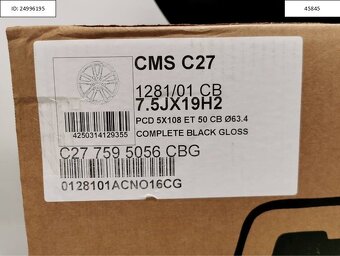 ID: 24996195
45845
CMS C27
1281/01 CB
7.5JX19H2
PCD 5X108 ET 50 CB Ø63.4
COMPLETE BLACK GLOSS
4250314129355
C27 759 5056 CBG
0128101ACNO16CG